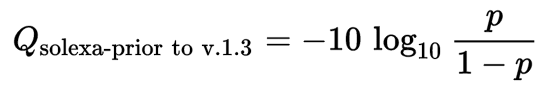 Q_solexa-prior to v.1.3 = −10 log_10 p/(1 − p)